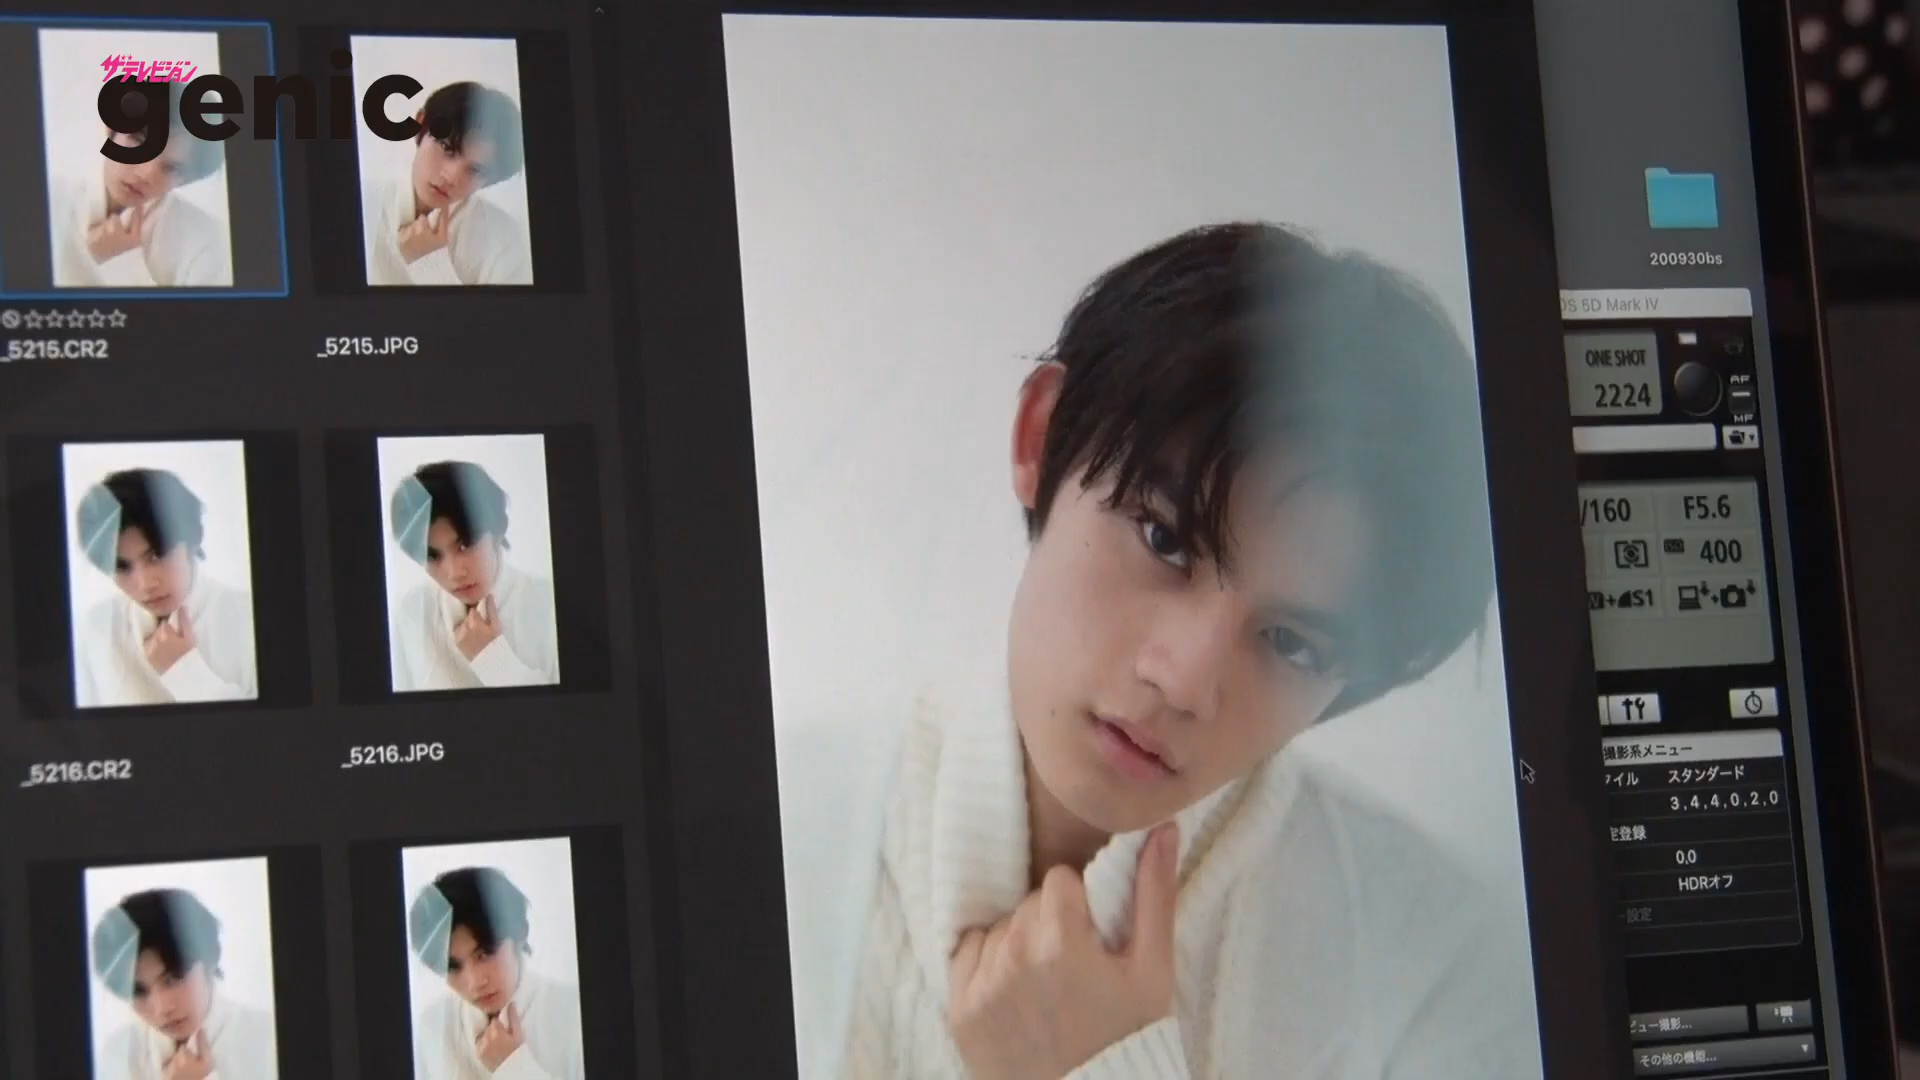 ザテレビジョン
genic.
_5215.CR2
_5215.JPG
_5216.CR2
_5216.JPG
200930bs
OS 5D Mark IV
ONE SHOT
2224
AF
MF
/160
F5.6
400
+S1
撮影系メニュー
イル スタンダード
3,4,4,0,2,0
登録
0,0
HDRオフ
設定
ビュー撮影...
その他の機能...